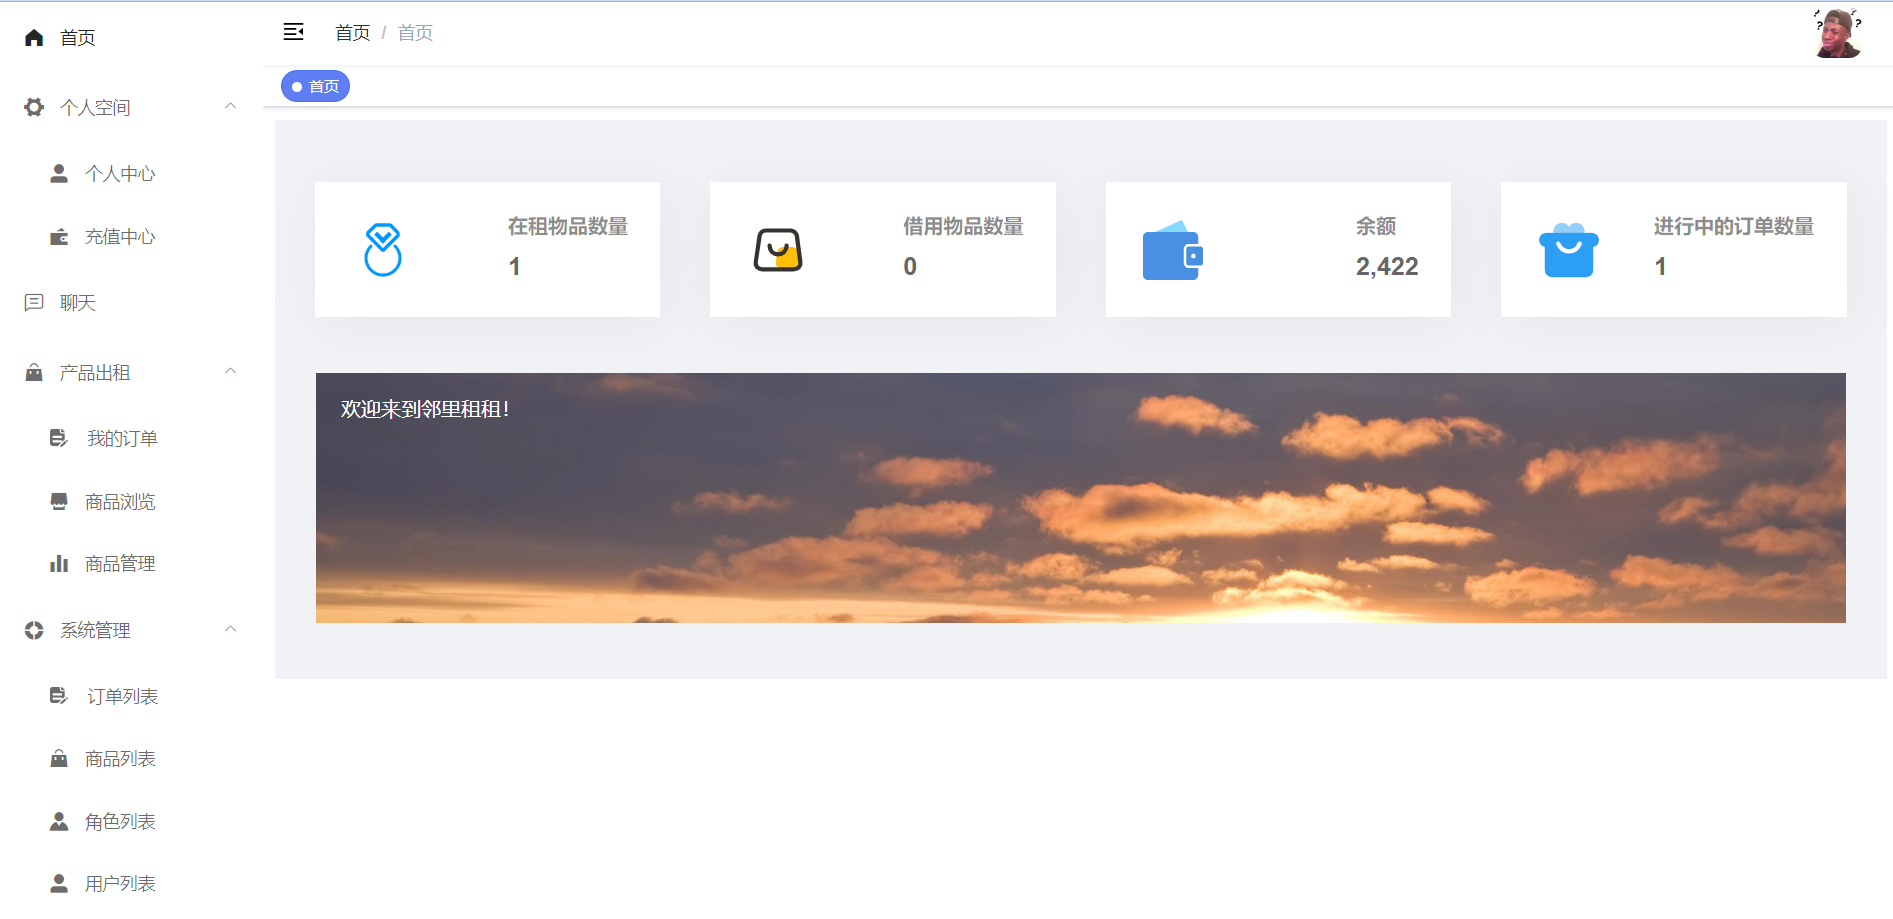 首页
个人空间
个人中心
充值中心
聊天
产品出租
我的订单
商品浏览
商品管理
系统管理
订单列表
商品列表
角色列表
用户列表
首页 / 首页
首页
在租物品数量
1
借用物品数量
0
余额
2,422
进行中的订单数量
1
欢迎来到邻里租租!